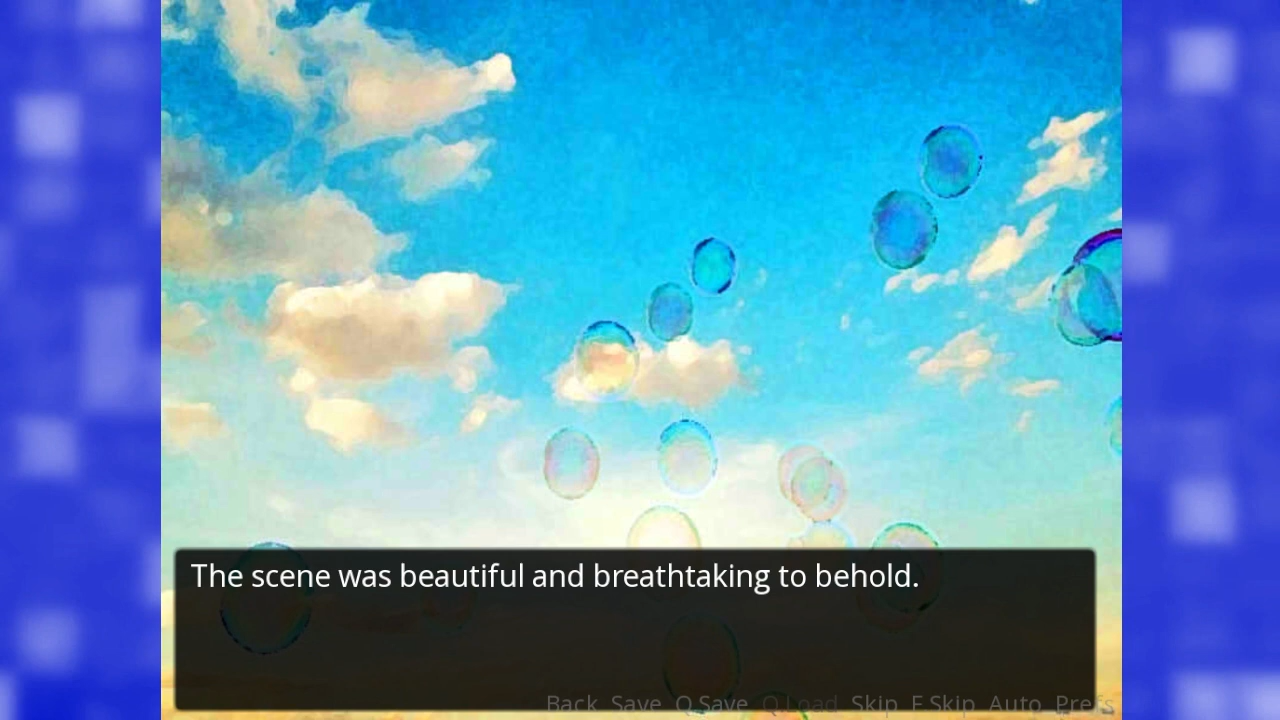 The scene was beautiful and breathtaking to behold.
Back Save Q.Save Q.Load Skip F.Skip Auto Prefs